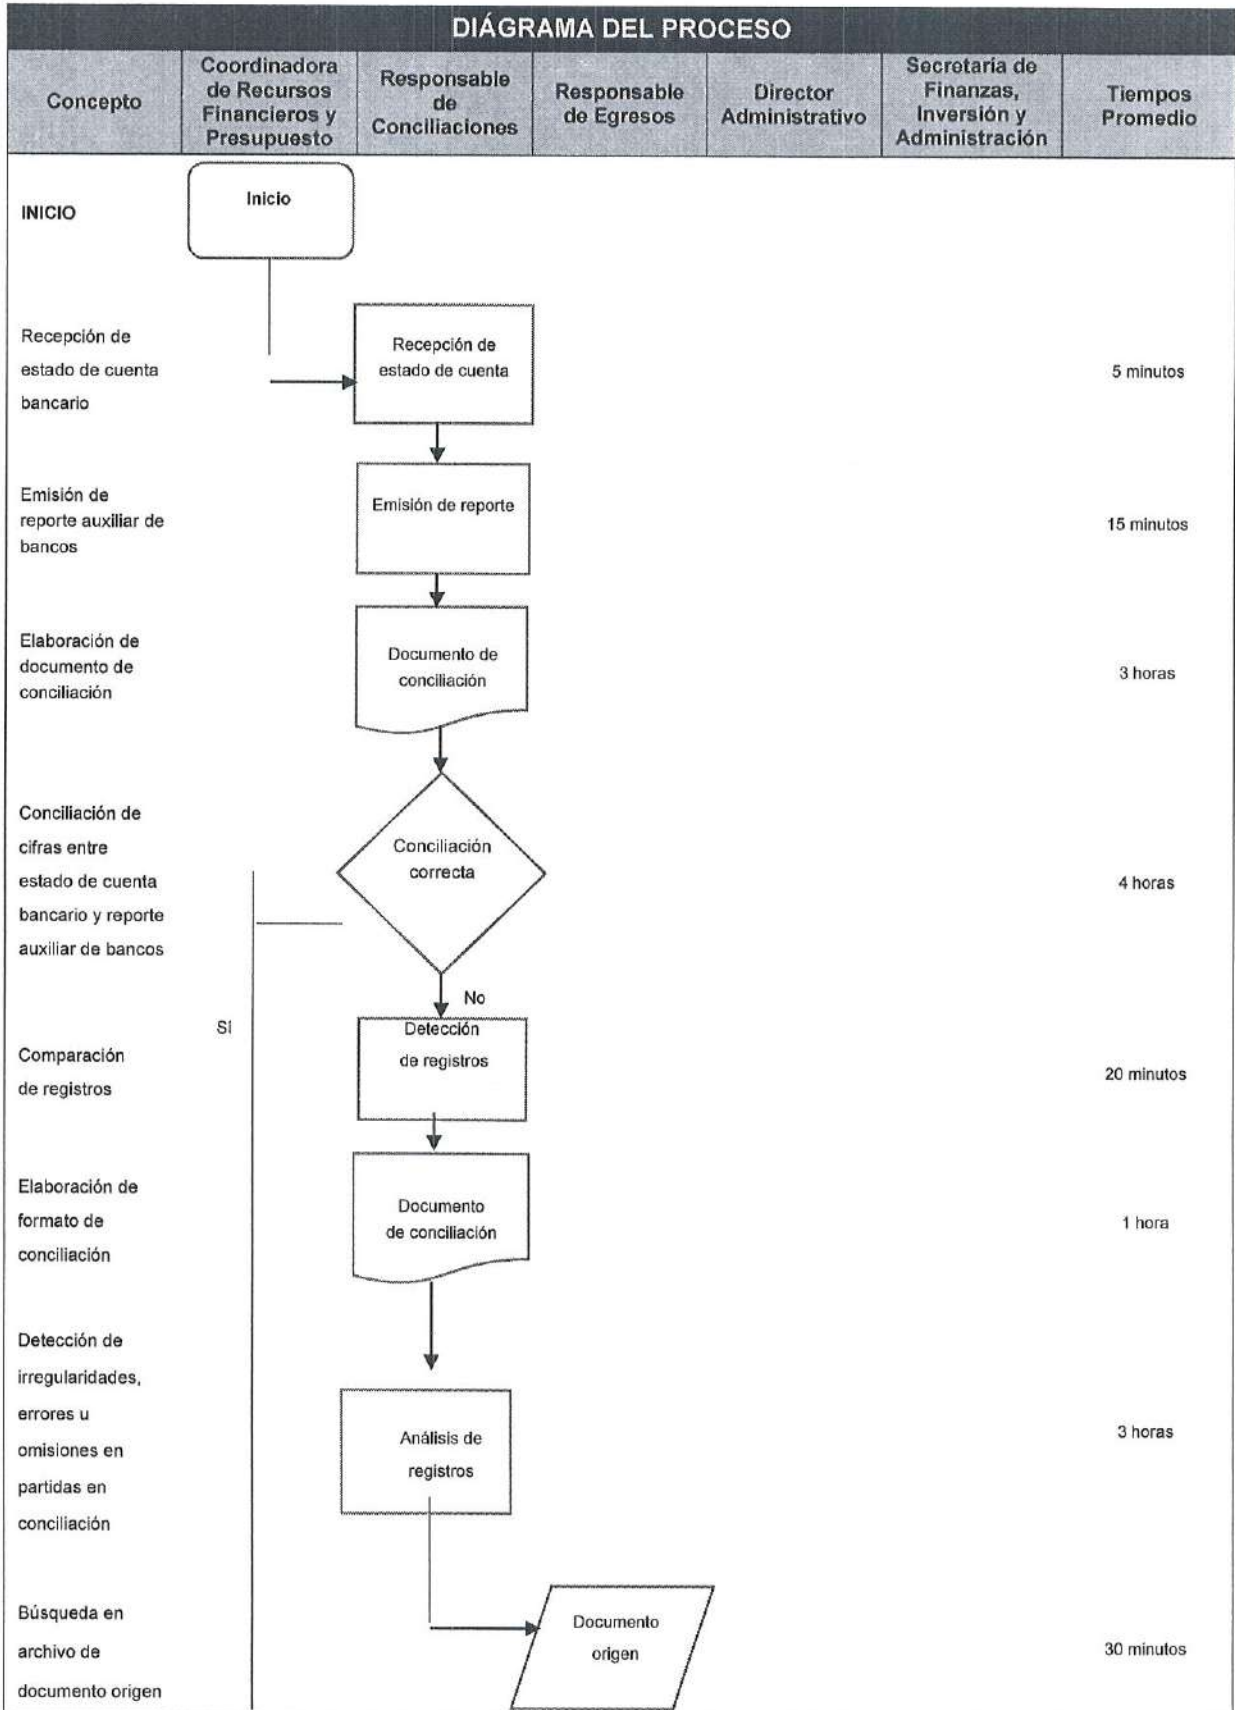 DIÁGRAMA DEL PROCESO
Concepto
Coordinadora
de Recursos
Financieros y
Presupuesto
Responsable
de
Conciliaciones
Responsable
de Egresos
Director
Administrativo
Secretaría de
Finanzas,
Inversión y
Administración
Tiempos
Promedio
INICIO
Inicio
Recepción de
estado de cuenta
bancario
Recepción de
estado de cuenta
5 minutos
Emisión de
reporte auxiliar de
bancos
Emisión de reporte
15 minutos
Elaboración de
documento de
conciliación
Documento de
conciliación
3 horas
Conciliación de
cifras entre
estado de cuenta
bancario y reporte
auxiliar de bancos
Conciliación
correcta
4 horas
No
SI
Comparación
de registros
Detección
de registros
20 minutos
Elaboración de
formato de
conciliación
Documento
de conciliación
1 hora
Detección de
irregularidades,
errores u
omisiones en
partidas en
conciliación
Análisis de
registros
3 horas
Búsqueda en
archivo de
documento origen
Documento
origen
30 minutos